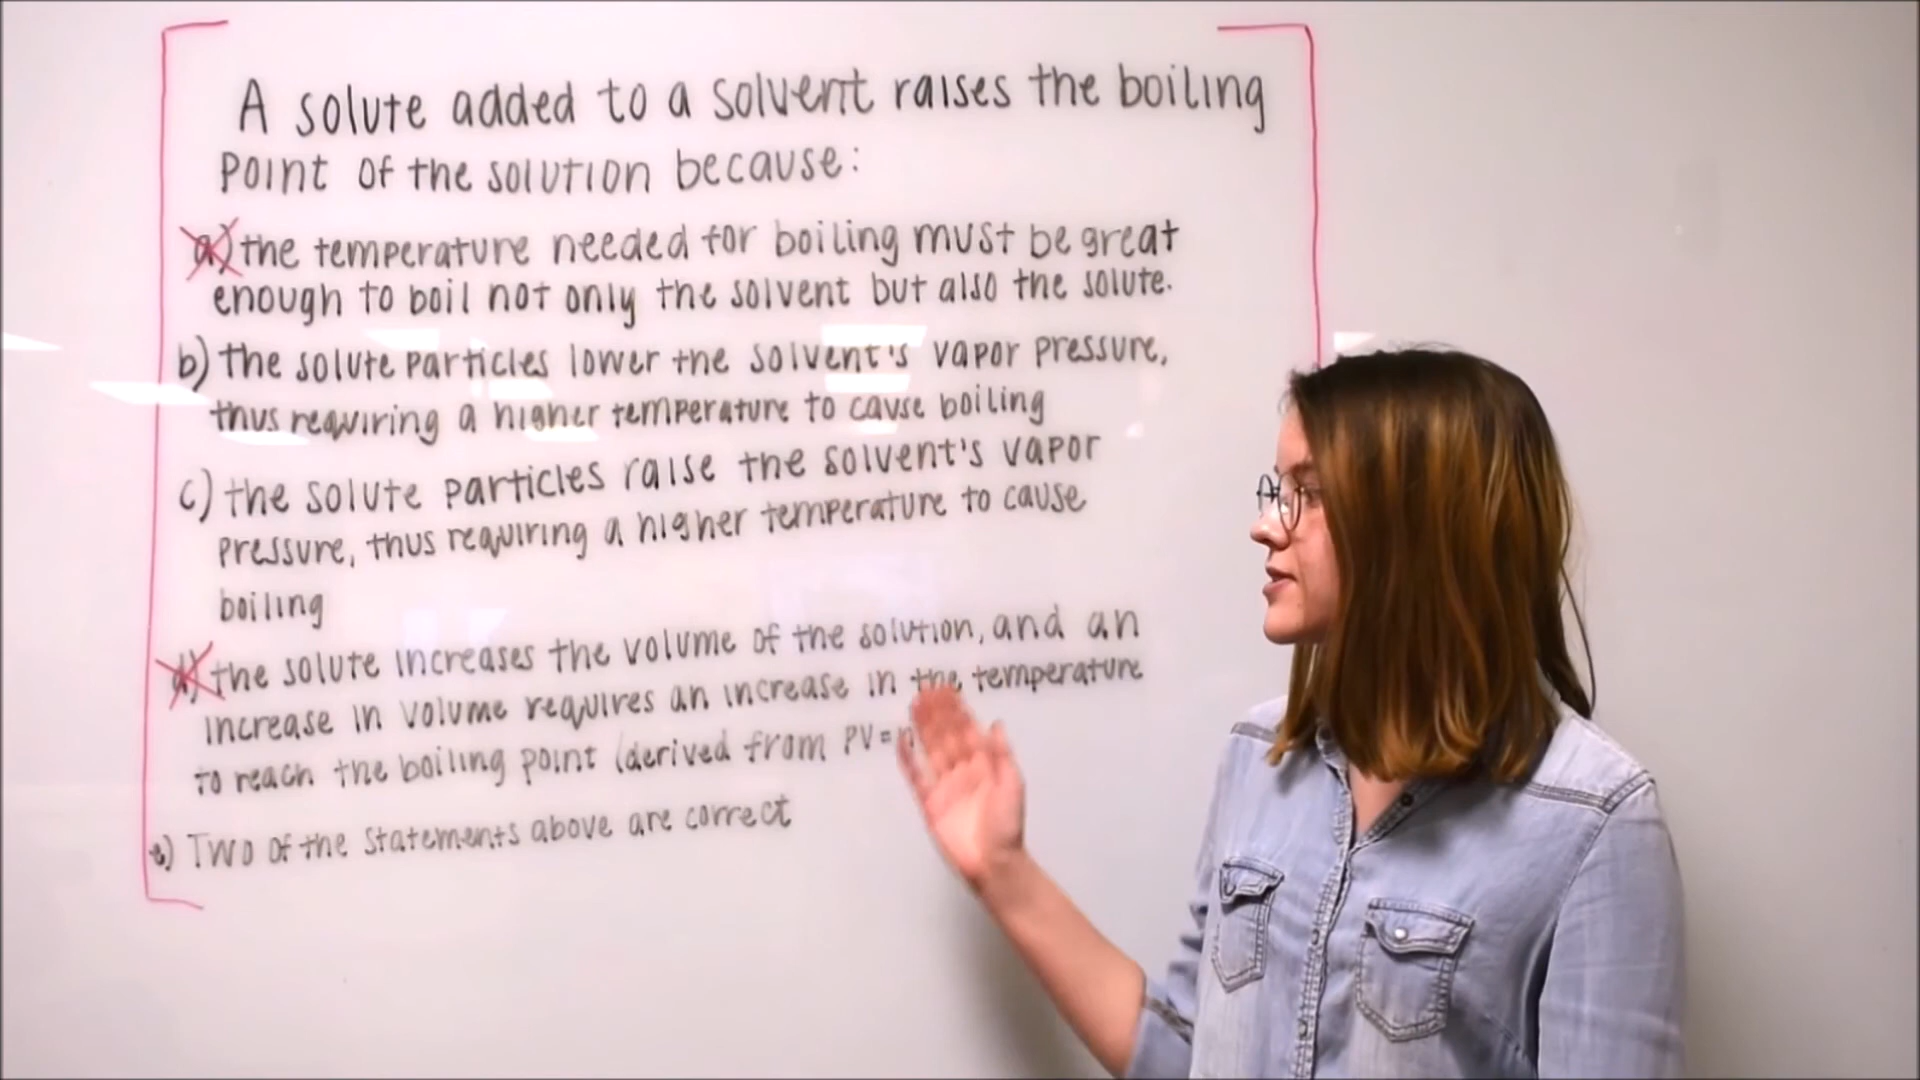 A solute added to a solvent raises the boiling
point of the solution because:
a) the temperature needed for boiling must be great
enough to boil not only the solvent but also the solute.
b) the solute particles lower the solvent's vapor pressure,
thus requiring a higher temperature to cause boiling
c) the solute particles raise the solvent's vapor
pressure, thus requiring a higher temperature to cause
boiling
d) the solute increases the volume of the solution, and an
increase in volume requires an increase in the temperature
to reach the boiling point (derived from PV=n
e) Two of the statements above are correct